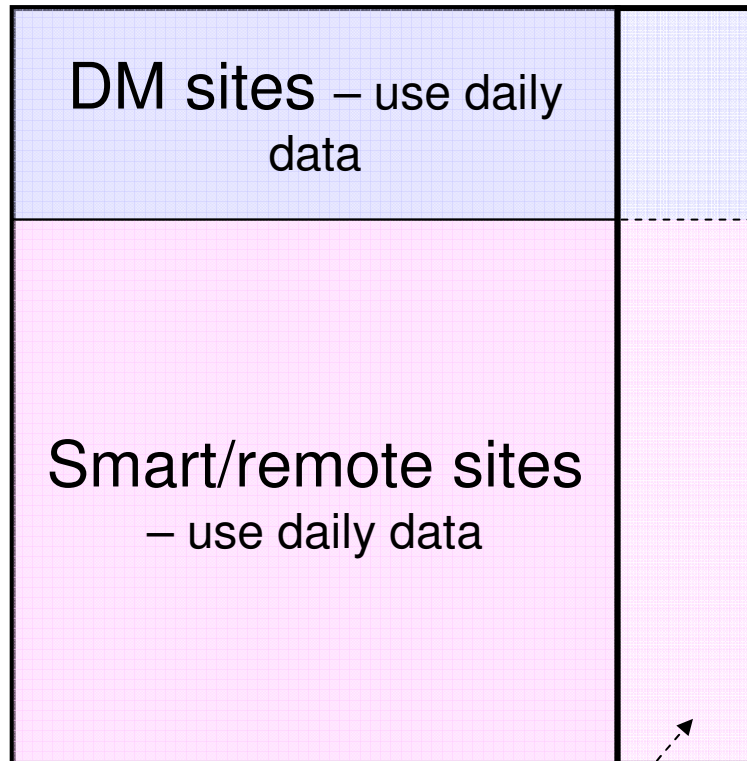 DM sites – use daily
data
Smart/remote sites
– use daily data